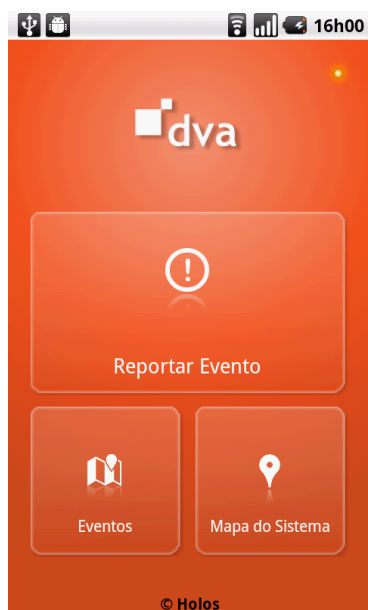 16h00
dva
Reportar Evento
Eventos
Mapa do Sistema
© Holos